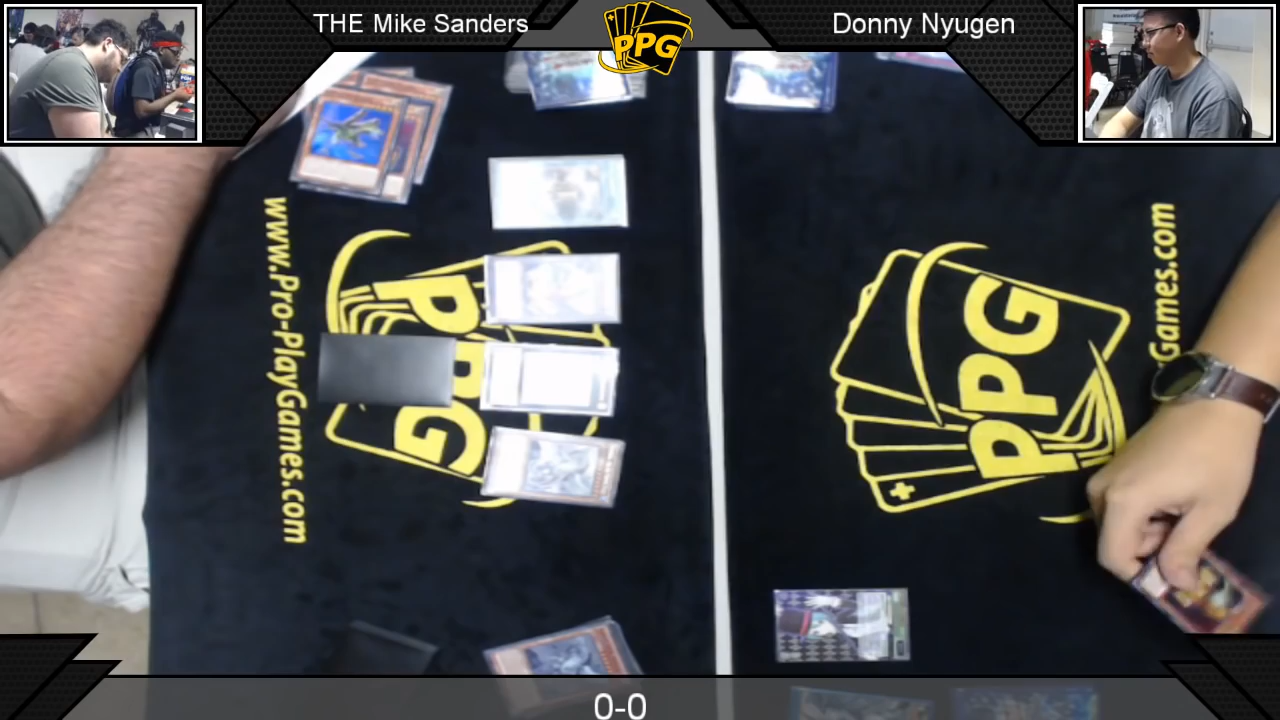 THE Mike Sanders
PPG
Donny Nyugen
www.Pro-PlayGames.com
PPG
PPG
Games.com
0-0